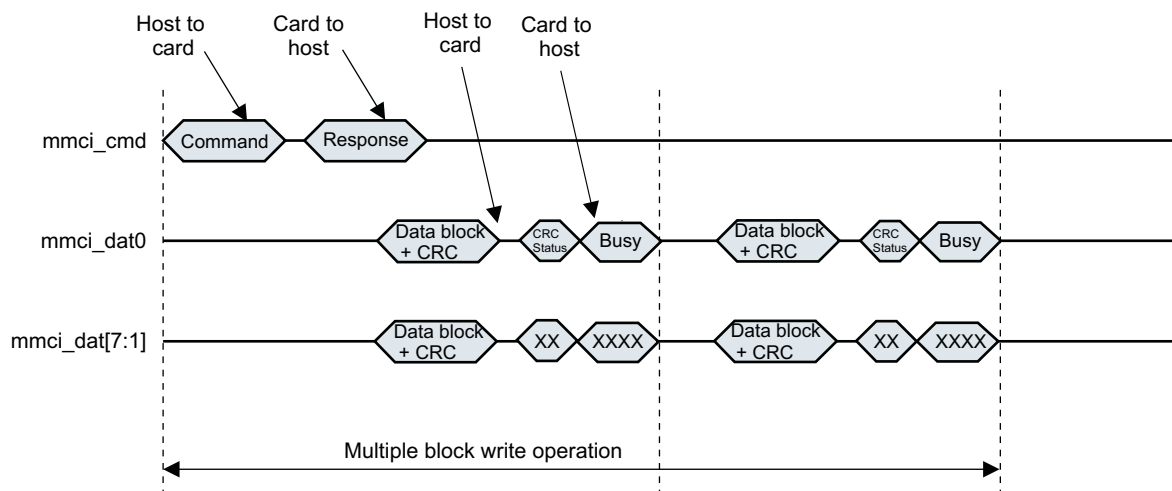 Host to
card
Card to
host
Host to
card
Card to
host
mmci_cmd
Command
Response
mmci_dat0
Data block
+ CRC
CRC
Status
Busy
Data block
+ CRC
CRC
Status
Busy
mmci_dat[7:1]
Data block
+ CRC
XX
XXXX
Data block
+ CRC
XX
XXXX
Multiple block write operation